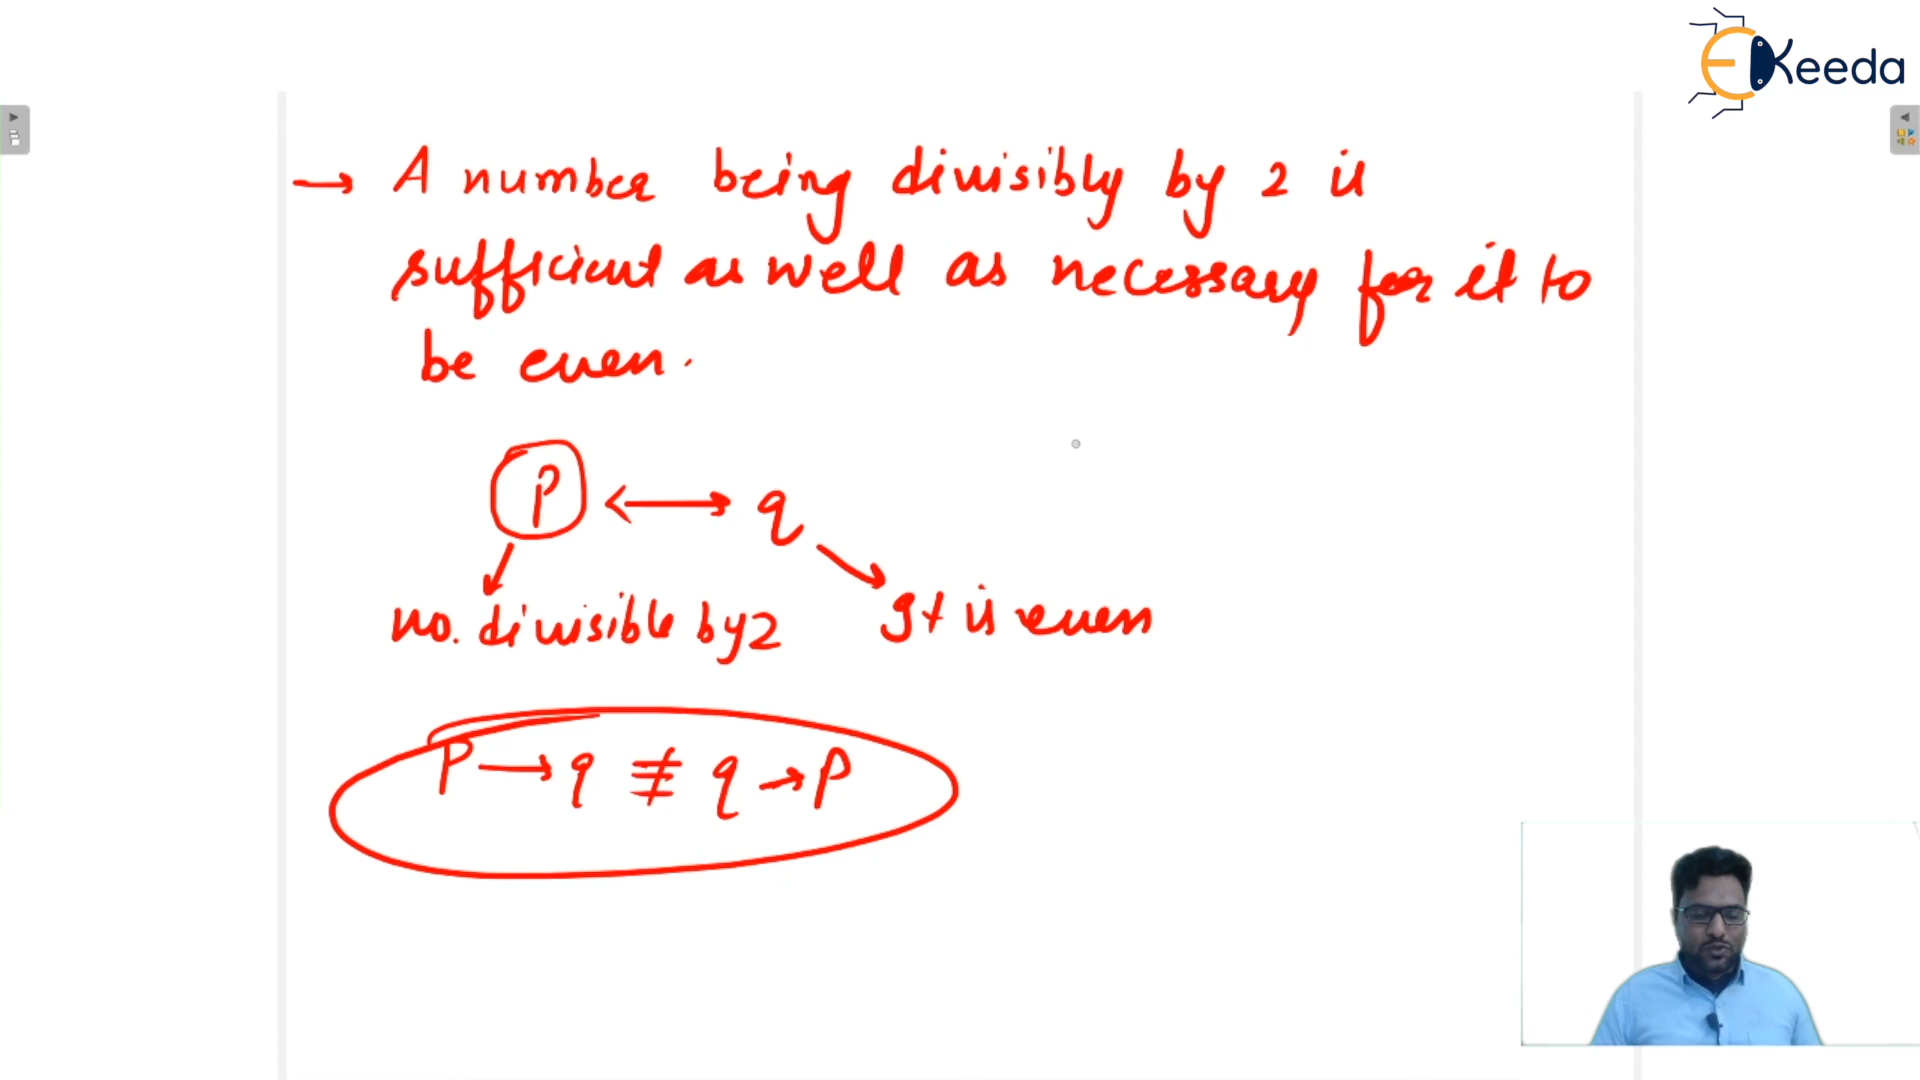 EKeeda
→ A number being divisibly by 2 is
sufficient as well as necessary for it to
be even.
P ↔ q
no. divisible by 2 It is even
P → q ≢ q → P